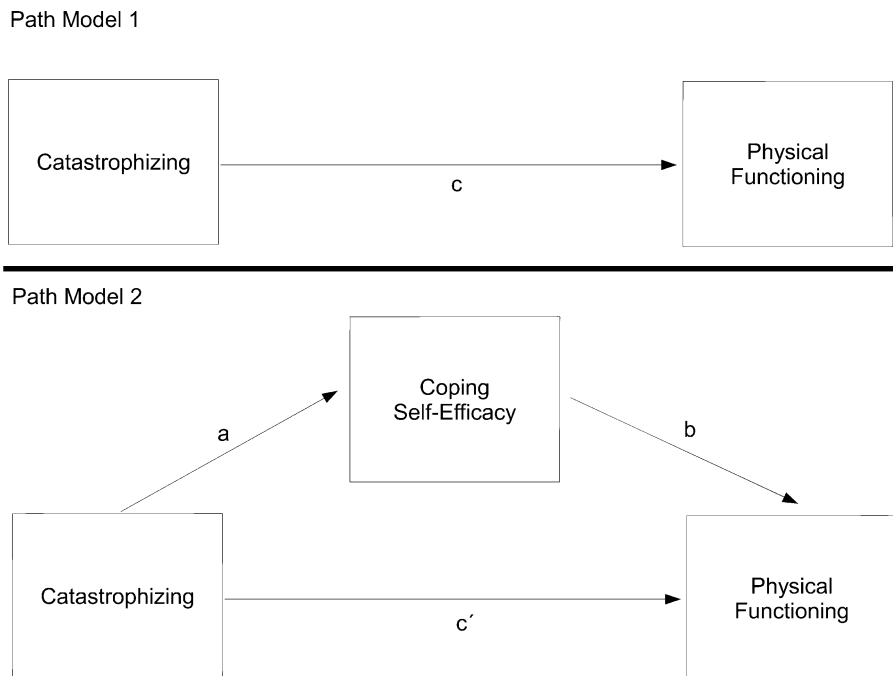 Path Model 1
Catastrophizing
c
Physical
Functioning
Path Model 2
Coping
Self-Efficacy
a
b
Catastrophizing
c´
Physical
Functioning